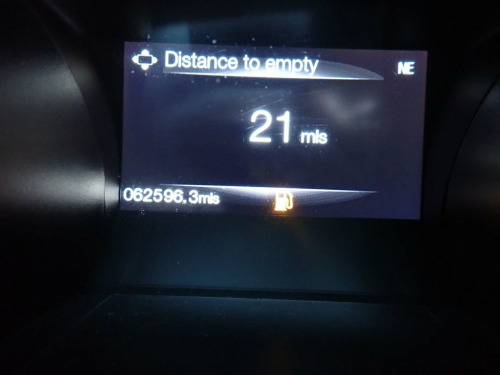 Distance to empty
NE
21 mls
062596.3mls